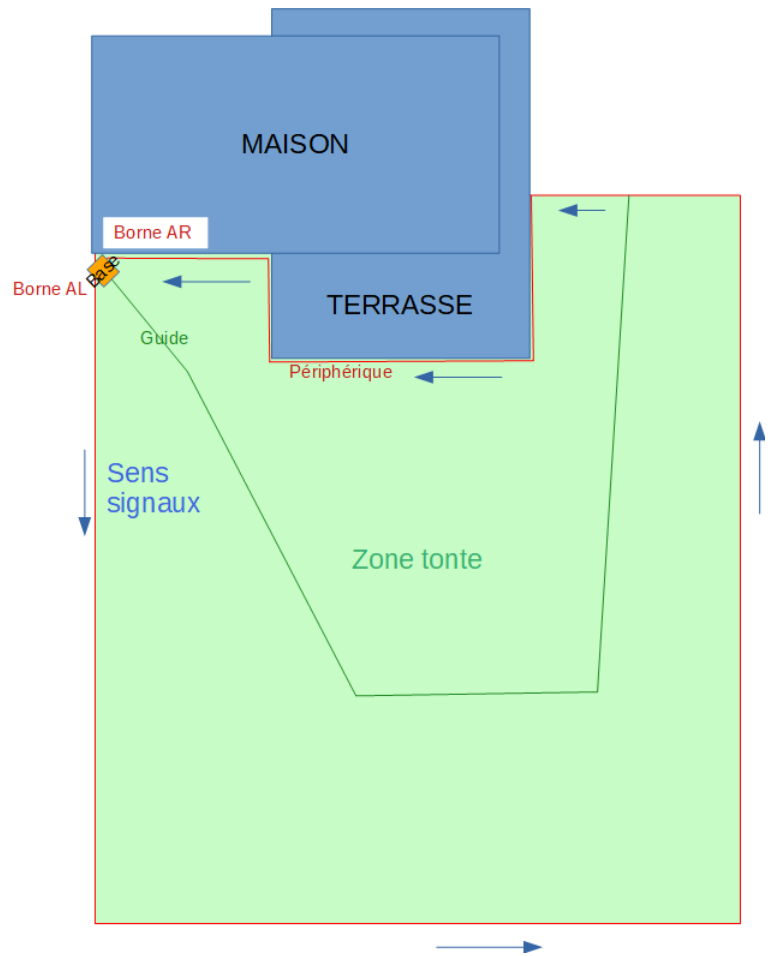 MAISON
Borne AR
Base
Borne AL
TERRASSE
Guide
Périphérique
Sens
signaux
Zone tonte